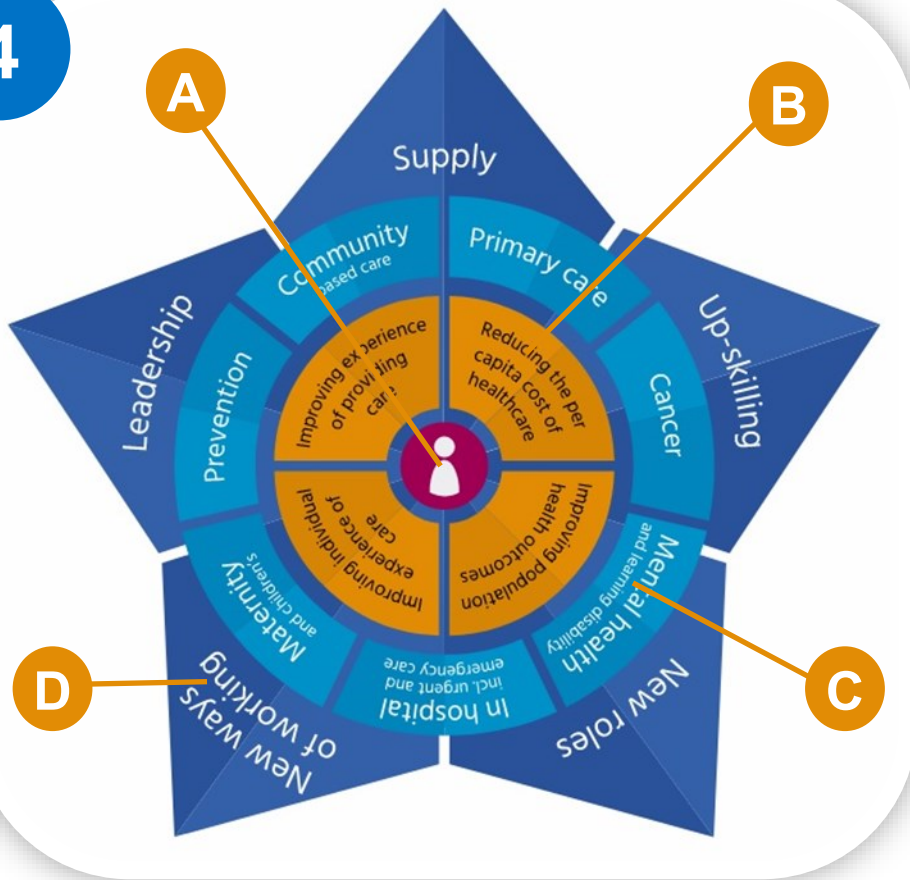 4
A
B
Supply
Community
based care
Primary care
Leadership
Up-skilling
Prevention
Cancer
Improving experience
of providing
care
Reducing the per
capita cost of
healthcare
Improving individual
experience of
care
Improving population
health outcomes
Maternity
and children's
Mental health
and learning disability
In hospital
incl. urgent and
emergency care
D
C
New ways
of working
New roles